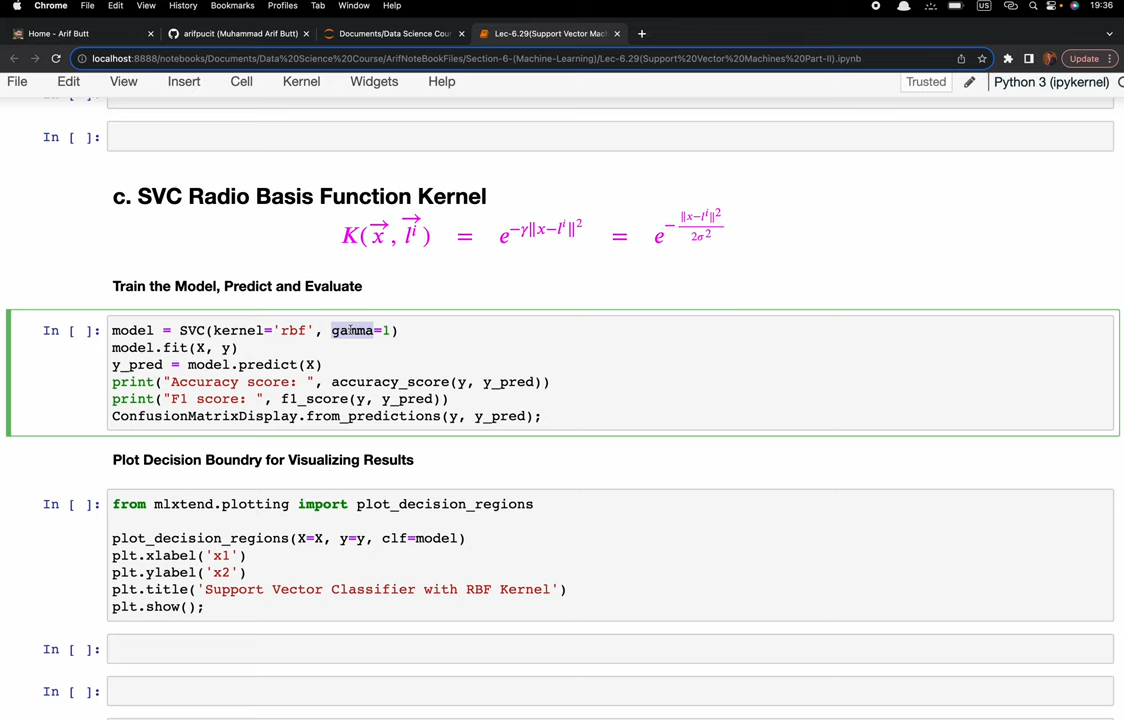 Chrome File Edit View History Bookmarks Profiles Tab Window Help US 19:36
Home - Arif Butt arifpucit (Muhammad Arif Butt) Documents/Data Science Cou Lec-6.29(Support Vector Mac
localhost:8888/notebooks/Documents/Data%20Science%20Course/ArifNoteBookFiles/Section-6-(Machine-Learning)/Lec-6.29(Support%20Vector%20Machines%20Part-II).ipynb Update
File Edit View Insert Cell Kernel Widgets Help Trusted Python 3 (ipykernel)
In [ ]:
In [ ]:
c. SVC Radio Basis Function Kernel
K(x⃗, l⃗ⁱ) = e^{-γ‖x-lⁱ‖²} = e^{-‖x-lⁱ‖²/2σ²}
Train the Model, Predict and Evaluate
In [ ]: model = SVC(kernel='rbf', gamma=1)
model.fit(X, y)
y_pred = model.predict(X)
print("Accuracy score: ", accuracy_score(y, y_pred))
print("F1 score: ", f1_score(y, y_pred))
ConfusionMatrixDisplay.from_predictions(y, y_pred);
Plot Decision Boundry for Visualizing Results
In [ ]: from mlxtend.plotting import plot_decision_regions
plot_decision_regions(X=X, y=y, clf=model)
plt.xlabel('x1')
plt.ylabel('x2')
plt.title('Support Vector Classifier with RBF Kernel')
plt.show();
In [ ]:
In [ ]: